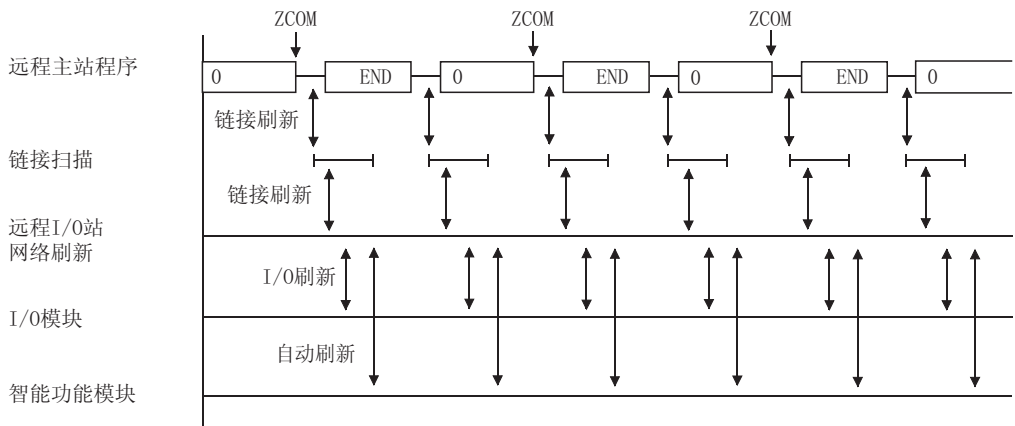 ZCOM ZCOM ZCOM
远程主站程序 0 END 0 END 0 END 0
链接刷新
链接扫描
链接刷新
远程I/O站
网络刷新
I/O刷新
I/O模块
自动刷新
智能功能模块